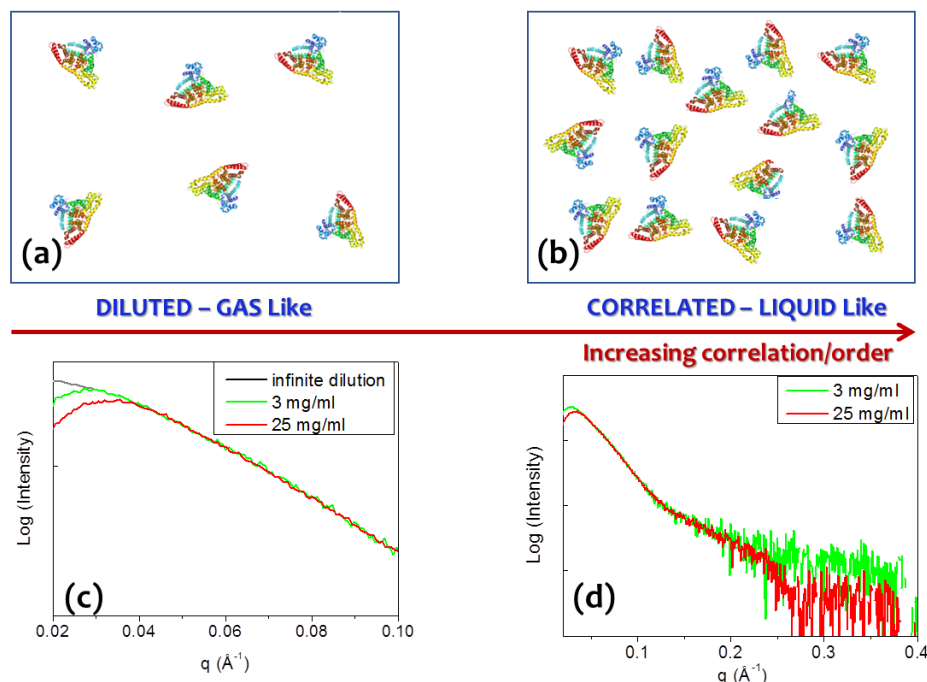 (a)
(b)
DILUTED – GAS Like
CORRELATED – LIQUID Like
Increasing correlation/order
infinite dilution
3 mg/ml
25 mg/ml
Log (Intensity)
(c)
0.02
0.04
0.06
0.08
0.10
q (Å⁻¹)
3 mg/ml
25 mg/ml
Log (Intensity)
(d)
0.1
0.2
0.3
0.4
q (Å⁻¹)